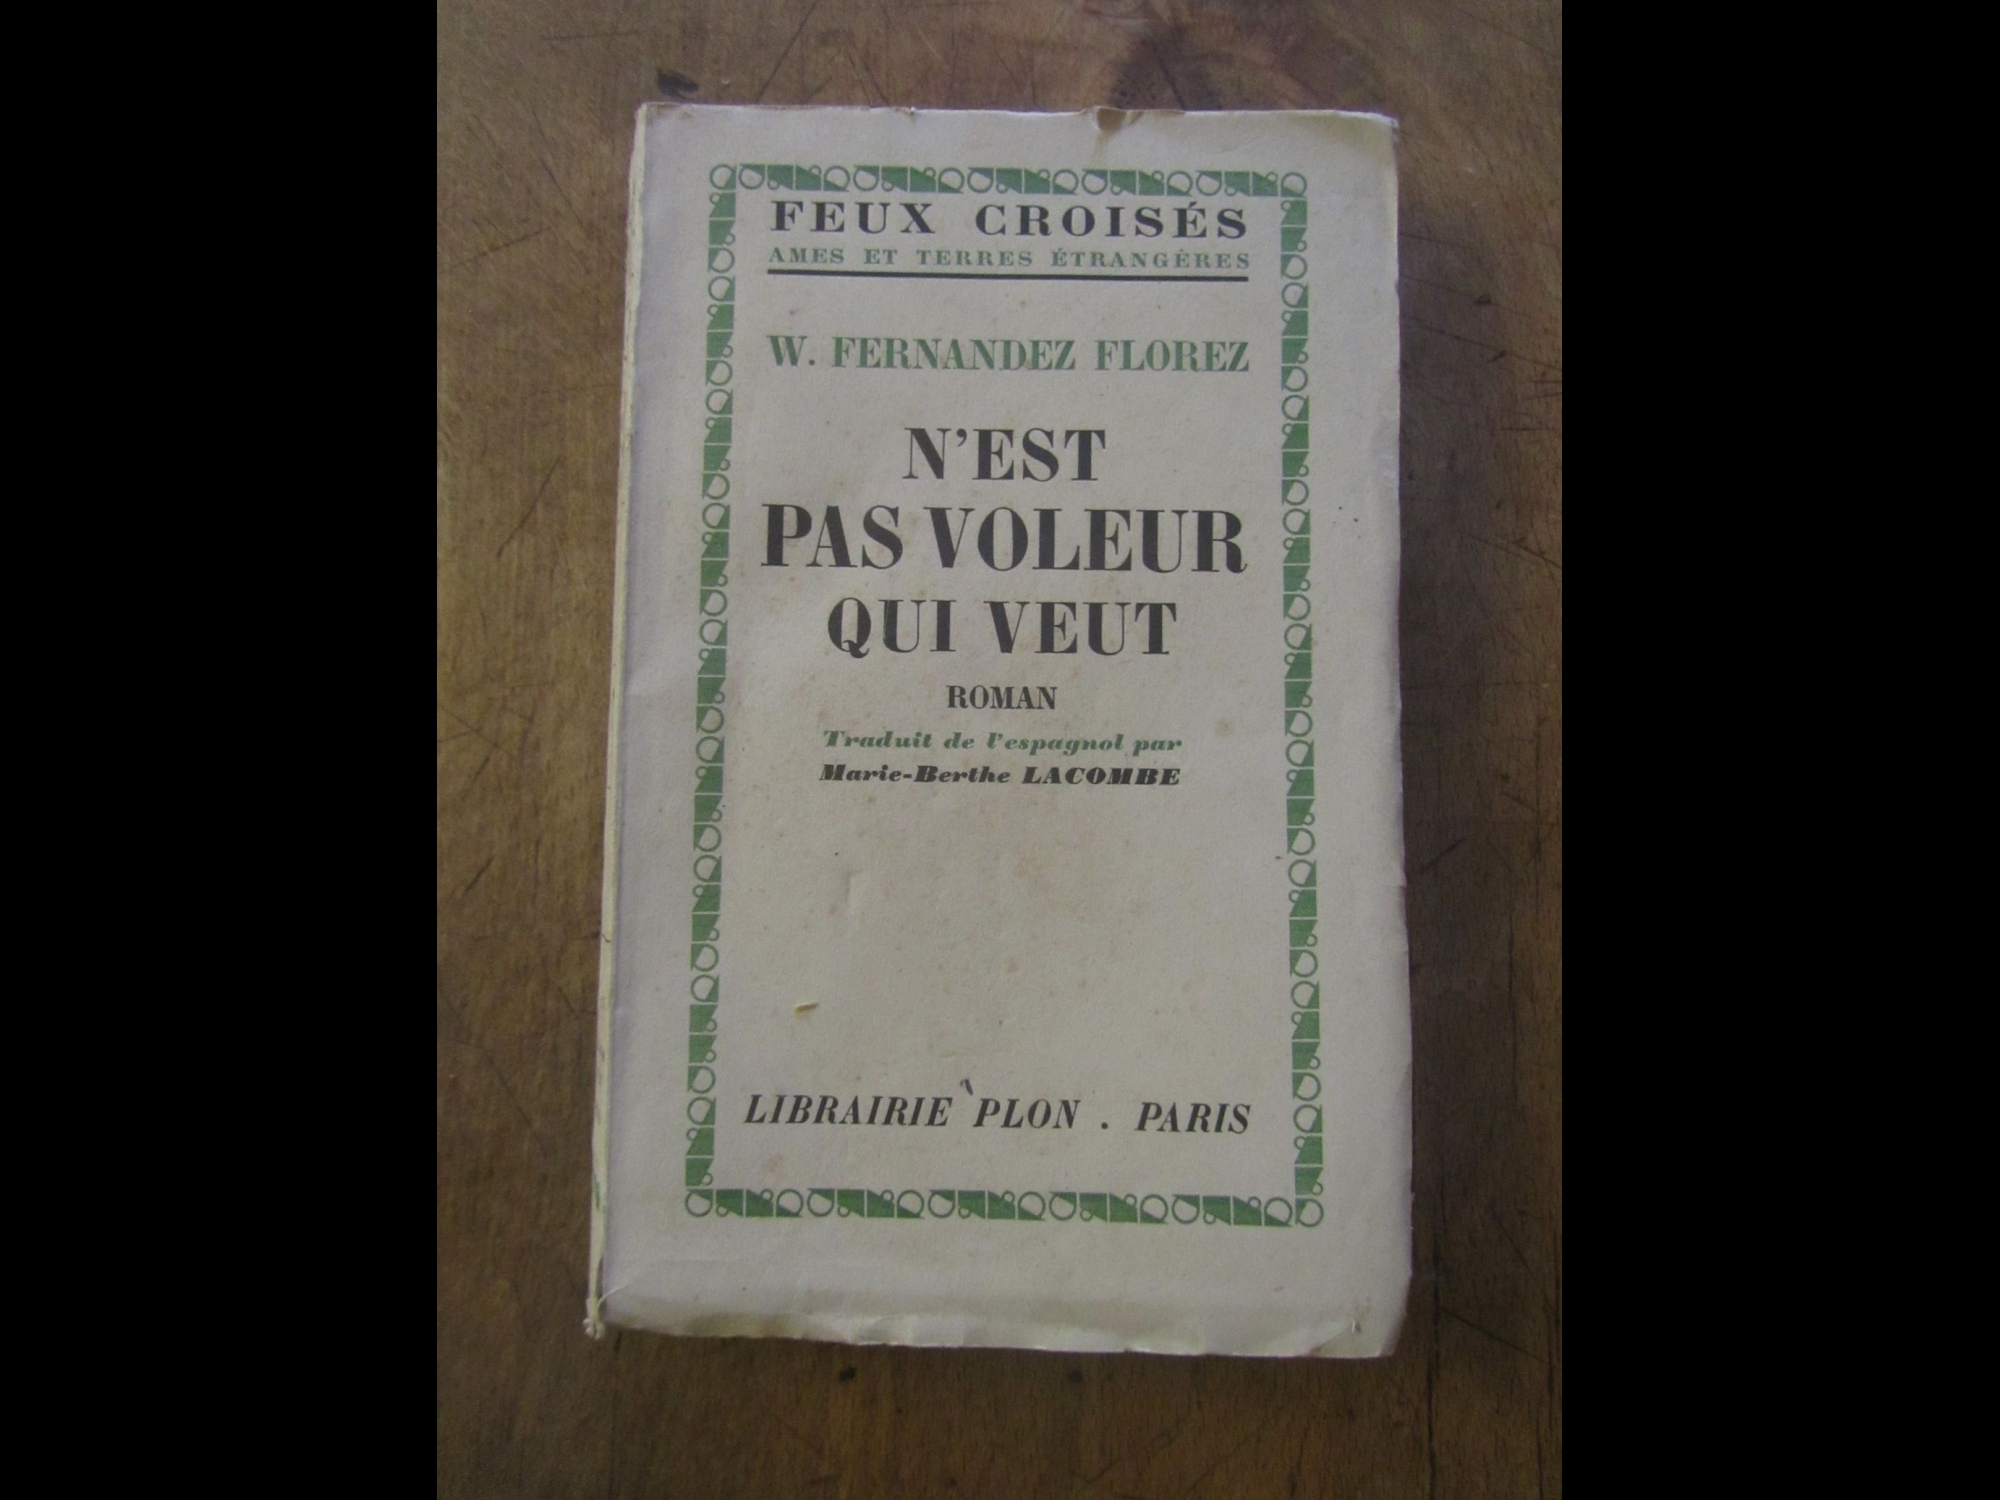 FEUX CROISÉS
AMES ET TERRES ÉTRANGÈRES
W. FERNANDEZ FLOREZ
N'EST
PAS VOLEUR
QUI VEUT
ROMAN
Traduit de l'espagnol par
Marie-Berthe LACOMBE
LIBRAIRIE PLON . PARIS